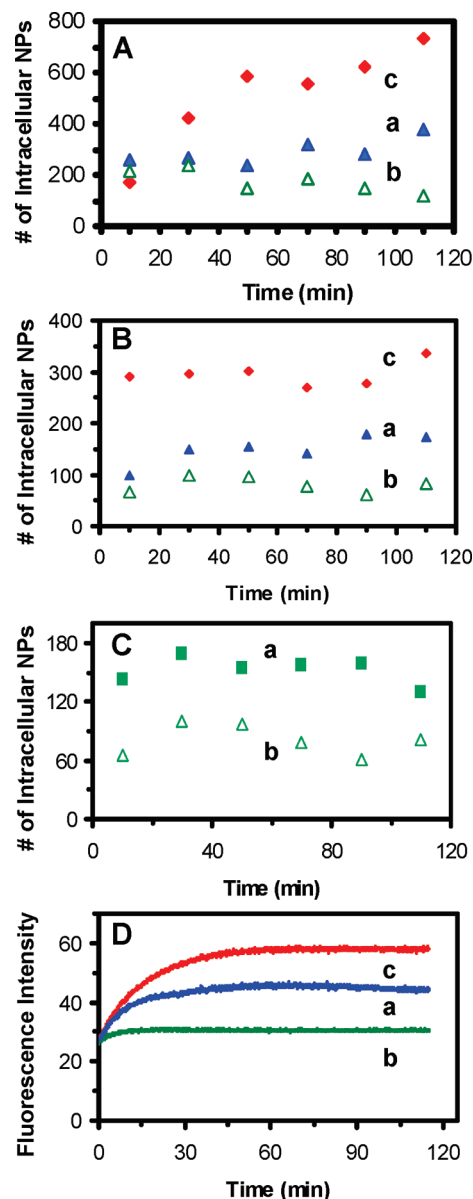 A
# of Intracellular NPs
800
600
400
200
0
c
a
b
0 20 40 60 80 100 120
Time (min)
B
# of Intracellular NPs
400
300
200
100
0
c
a
b
0 20 40 60 80 100 120
Time (min)
C
# of Intracellular NPs
180
120
60
0
a
b
0 40 80 120
Time (min)
D
Fluorescence Intensity
60
40
20
0
c
a
b
0 30 60 90 120
Time (min)